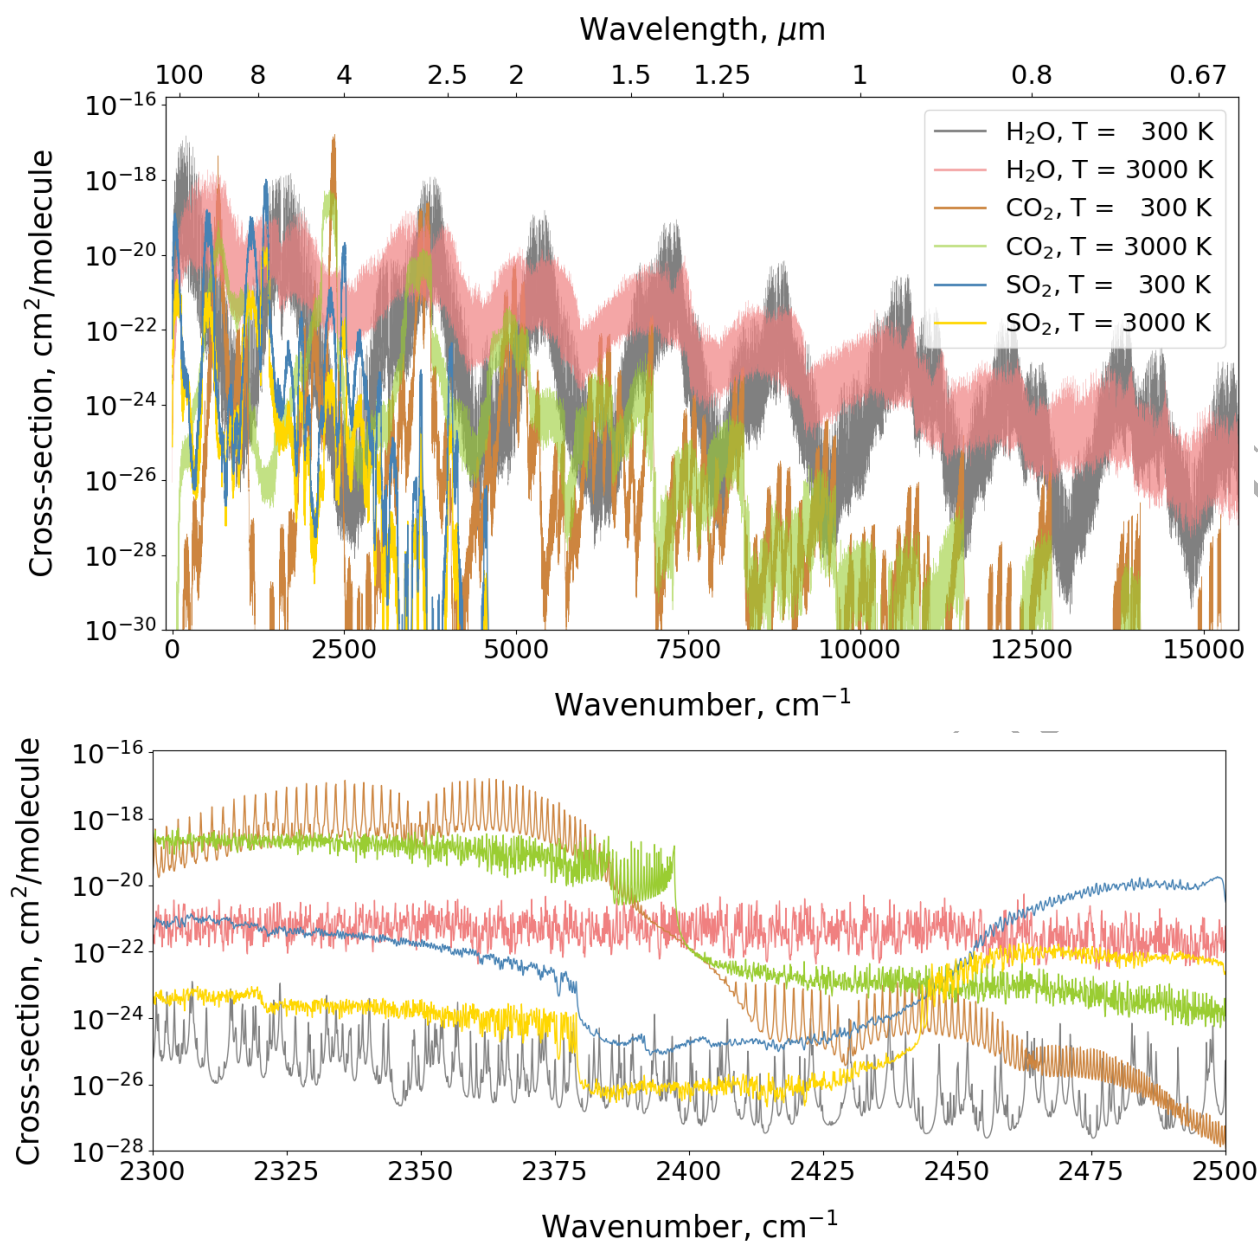 Wavelength, μm
100 8 4 2.5 2 1.5 1.25 1 0.8 0.67
Cross-section, cm²/molecule
10⁻¹⁶
10⁻¹⁸
10⁻²⁰
10⁻²²
10⁻²⁴
10⁻²⁶
10⁻²⁸
10⁻³⁰
H₂O, T = 300 K
H₂O, T = 3000 K
CO₂, T = 300 K
CO₂, T = 3000 K
SO₂, T = 300 K
SO₂, T = 3000 K
0 2500 5000 7500 10000 12500 15000
Wavenumber, cm⁻¹
Cross-section, cm²/molecule
10⁻¹⁶
10⁻¹⁸
10⁻²⁰
10⁻²²
10⁻²⁴
10⁻²⁶
10⁻²⁸
2300 2325 2350 2375 2400 2425 2450 2475 2500
Wavenumber, cm⁻¹